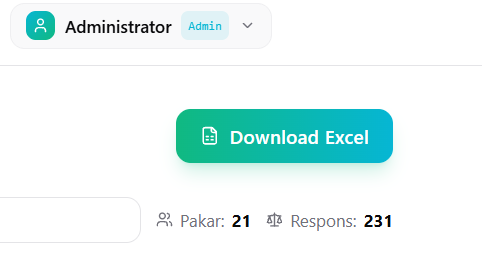 Administrator Admin
Download Excel
Pakar: 21 Respons: 231